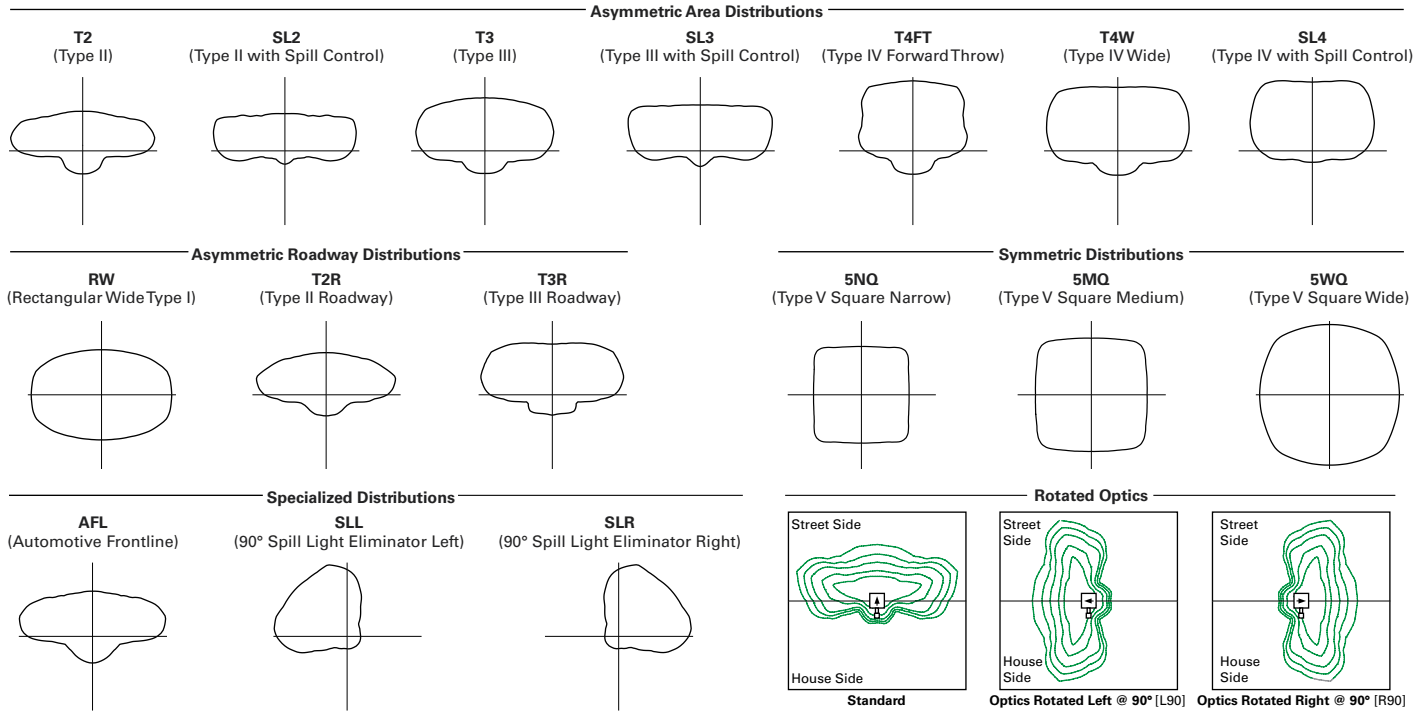 Asymmetric Area Distributions
T2
(Type II)
SL2
(Type II with Spill Control)
T3
(Type III)
SL3
(Type III with Spill Control)
T4FT
(Type IV Forward Throw)
T4W
(Type IV Wide)
SL4
(Type IV with Spill Control)
Asymmetric Roadway Distributions
RW
(Rectangular Wide Type I)
T2R
(Type II Roadway)
T3R
(Type III Roadway)
Symmetric Distributions
5NQ
(Type V Square Narrow)
5MQ
(Type V Square Medium)
5WQ
(Type V Square Wide)
Specialized Distributions
AFL
(Automotive Frontline)
SLL
(90° Spill Light Eliminator Left)
SLR
(90° Spill Light Eliminator Right)
Rotated Optics
Street Side
House Side
Standard
Street
Side
House
Side
Optics Rotated Left @ 90° [L90]
Street
Side
House
Side
Optics Rotated Right @ 90° [R90]